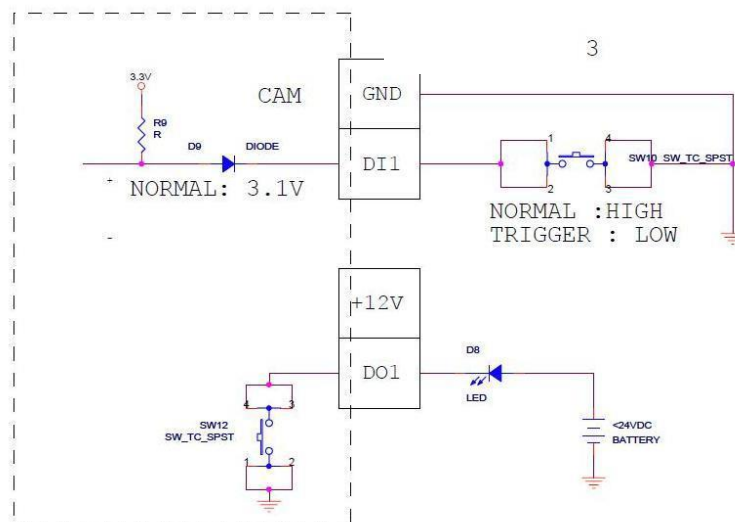 3
3.3V
CAM
GND
R9
R
D9
DIODE
DI1
1
4
SW10
SW_TC_SPST
+
NORMAL: 3.1V
2
3
-
NORMAL :HIGH
TRIGGER : LOW
+12V
D8
DO1
LED
4
3
SW12
SW_TC_SPST
<24VDC
BATTERY
1
2